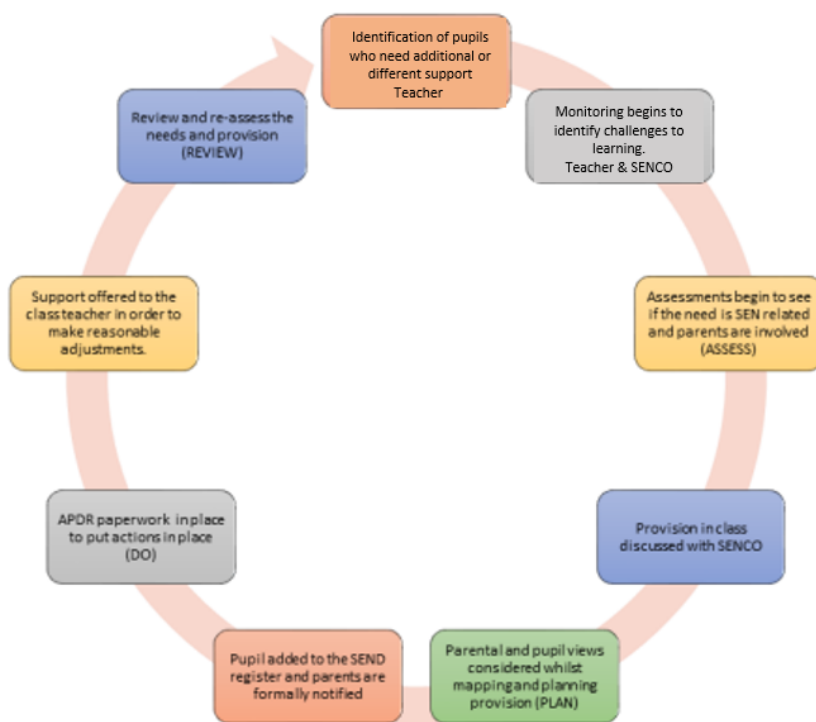 Identification of pupils
who need additional or
different support
Teacher
Monitoring begins to
identify challenges to
learning.
Teacher & SENCO
Assessments begin to see
if the need is SEN related
and parents are involved
(ASSESS)
Provision in class
discussed with SENCO
Parental and pupil views
considered whilst
mapping and planning
provision (PLAN)
Pupil added to the SEND
register and parents are
formally notified
APDR paperwork in place
to put actions in place
(DO)
Support offered to the
class teacher in order to
make reasonable
adjustments.
Review and re-assess the
needs and provision
(REVIEW)